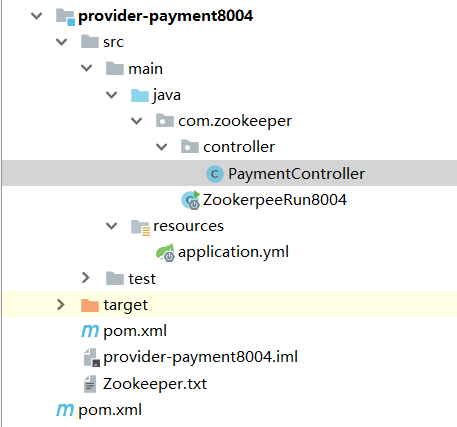 provider-payment8004
src
main
java
com.zookeeper
controller
PaymentController
ZookerpeeRun8004
resources
application.yml
test
target
pom.xml
provider-payment8004.iml
Zookeeper.txt
pom.xml